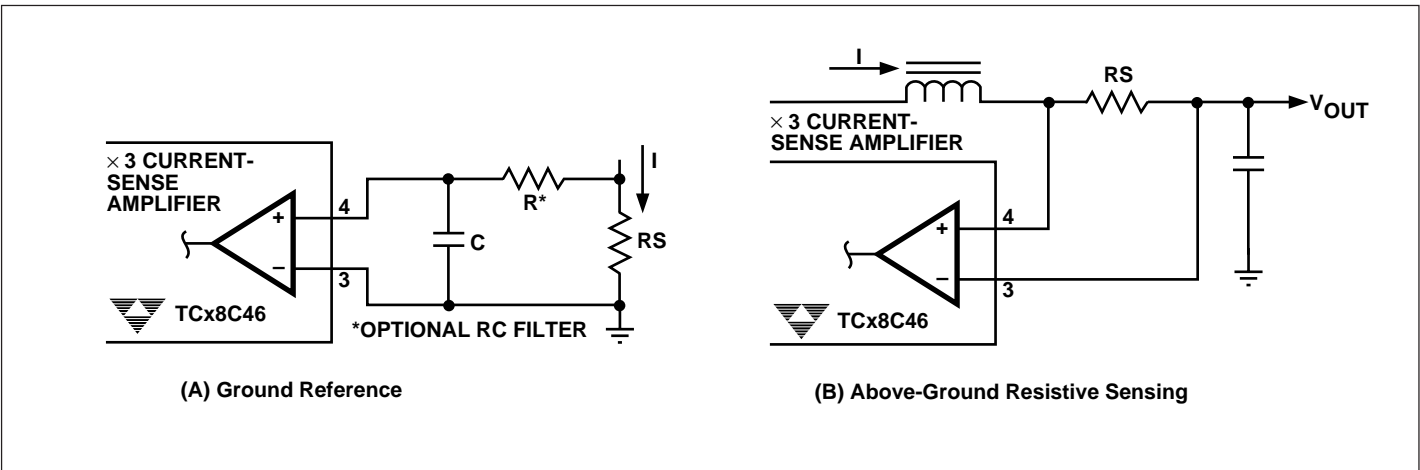 × 3 CURRENT-
SENSE
AMPLIFIER
+
–
4
3
C
R*
I
RS
TCx8C46
*OPTIONAL RC FILTER
(A) Ground Reference
I
RS
VOUT
× 3 CURRENT-
SENSE AMPLIFIER
+
–
4
3
TCx8C46
(B) Above-Ground Resistive Sensing